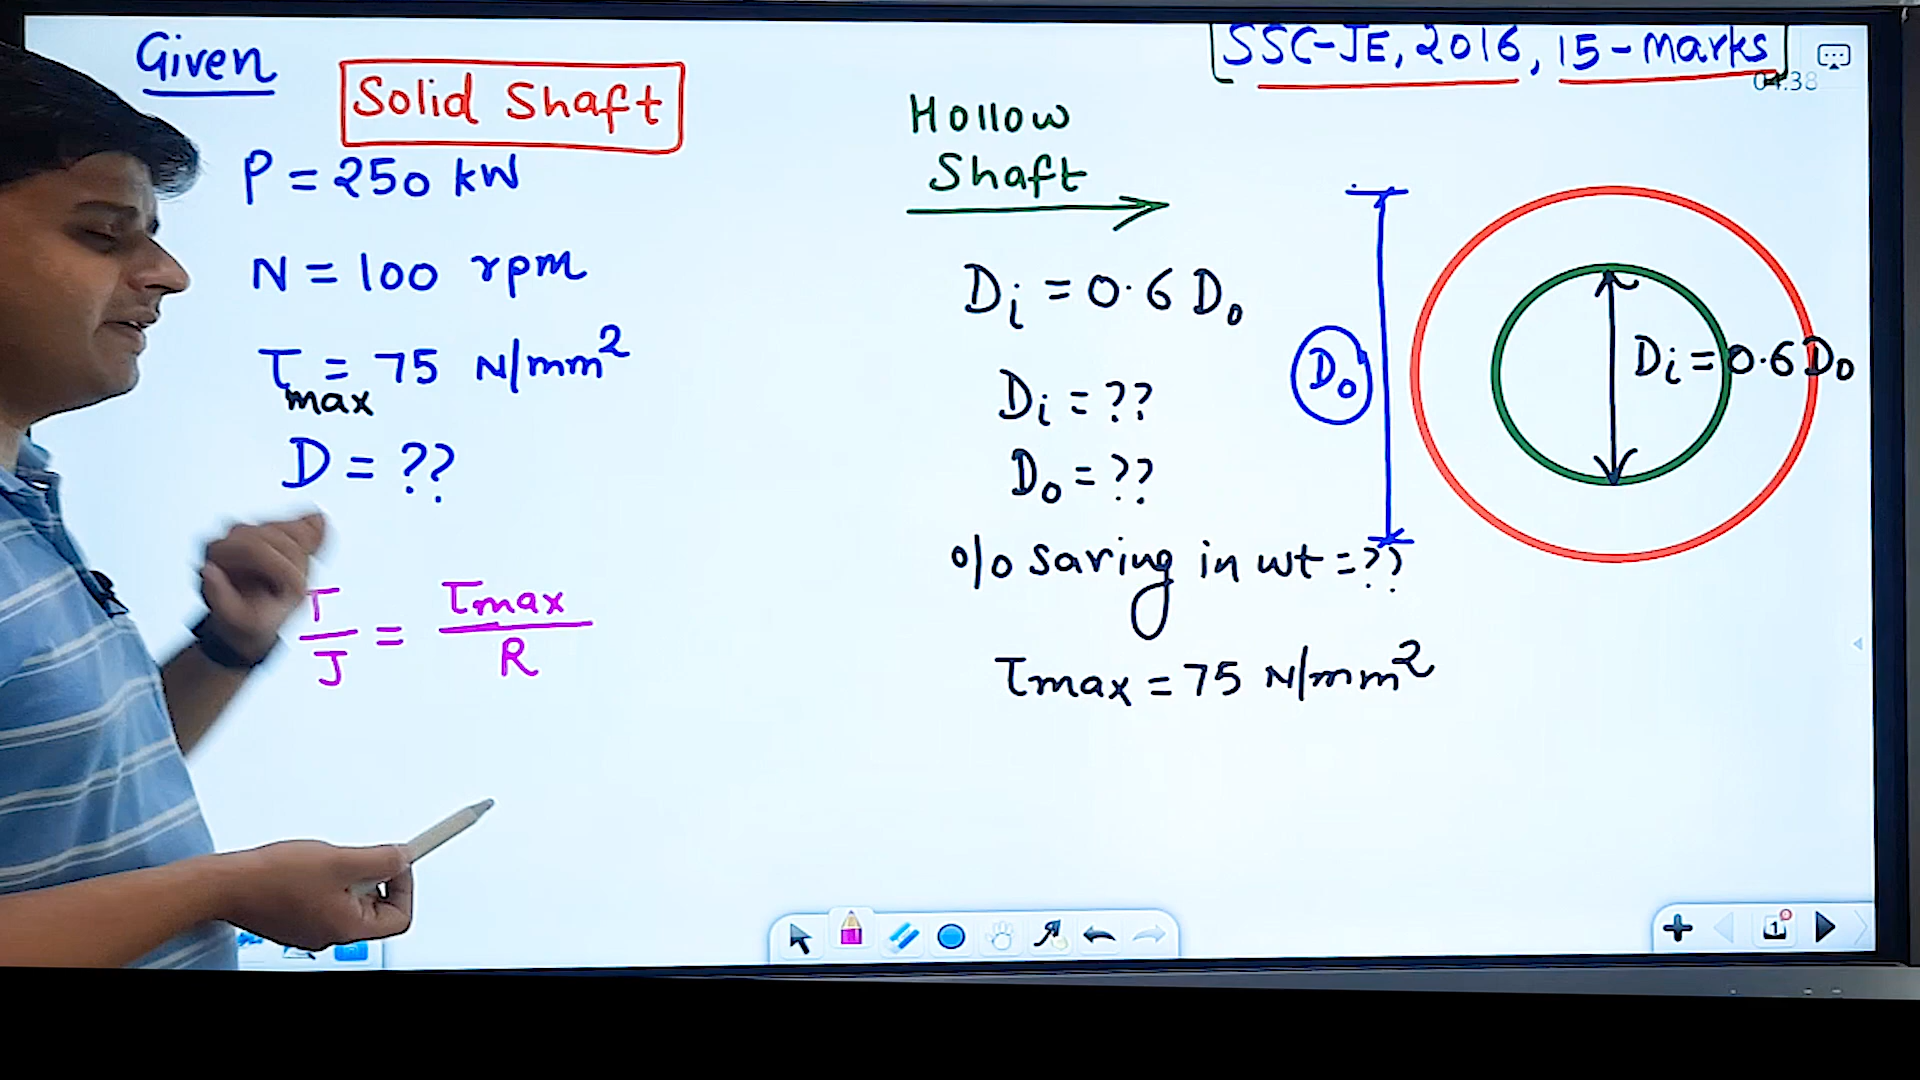 Given
Solid Shaft
P = 250 kW
N = 100 rpm
τmax = 75 N/mm²
D = ??
T/J = τmax/R
SSC-JE, 2016, 15-marks
04:38
Hollow
Shaft
Di = 0.6 Do
Di = ??
Do = ??
% saving in wt = ??
τmax = 75 N/mm²
Do
Di = 0.6 Do
1